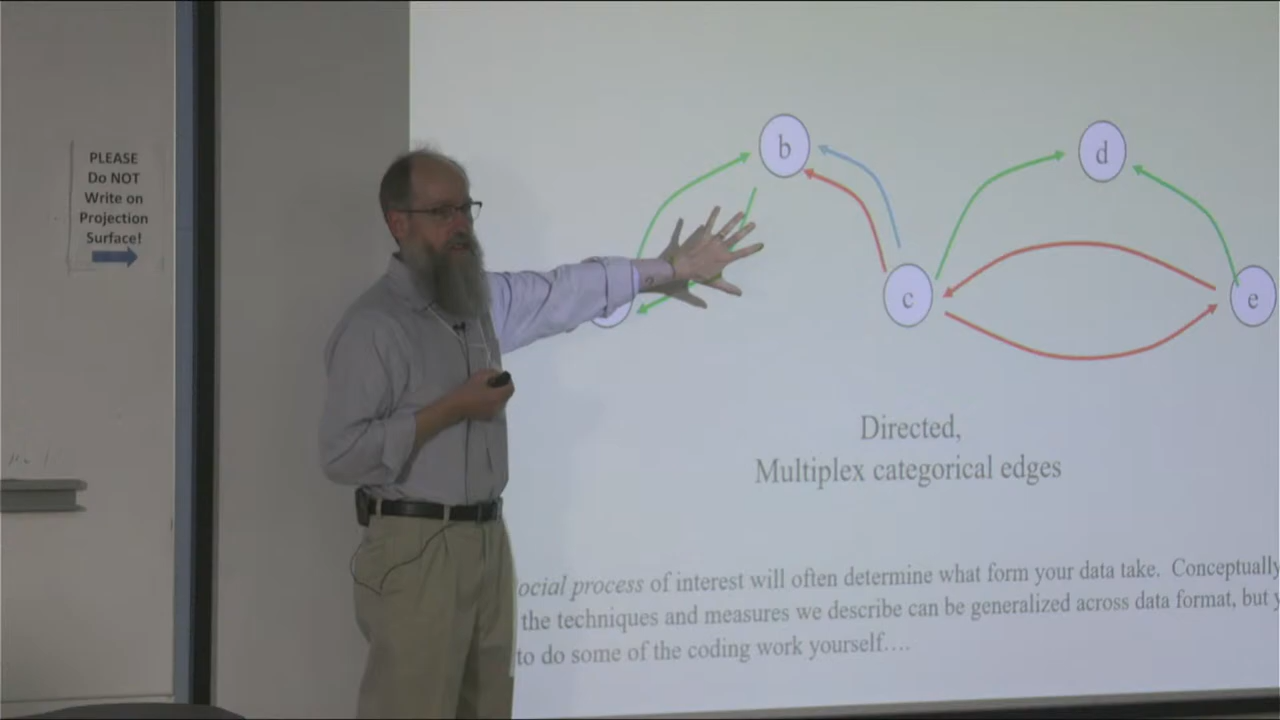 PLEASE
Do NOT
Write on
Projection
Surface!
b
d
c
e
Directed,
Multiplex categorical edges
ocial process of interest will often determine what form your data take. Conceptually
the techniques and measures we describe can be generalized across data format, but y
to do some of the coding work yourself….